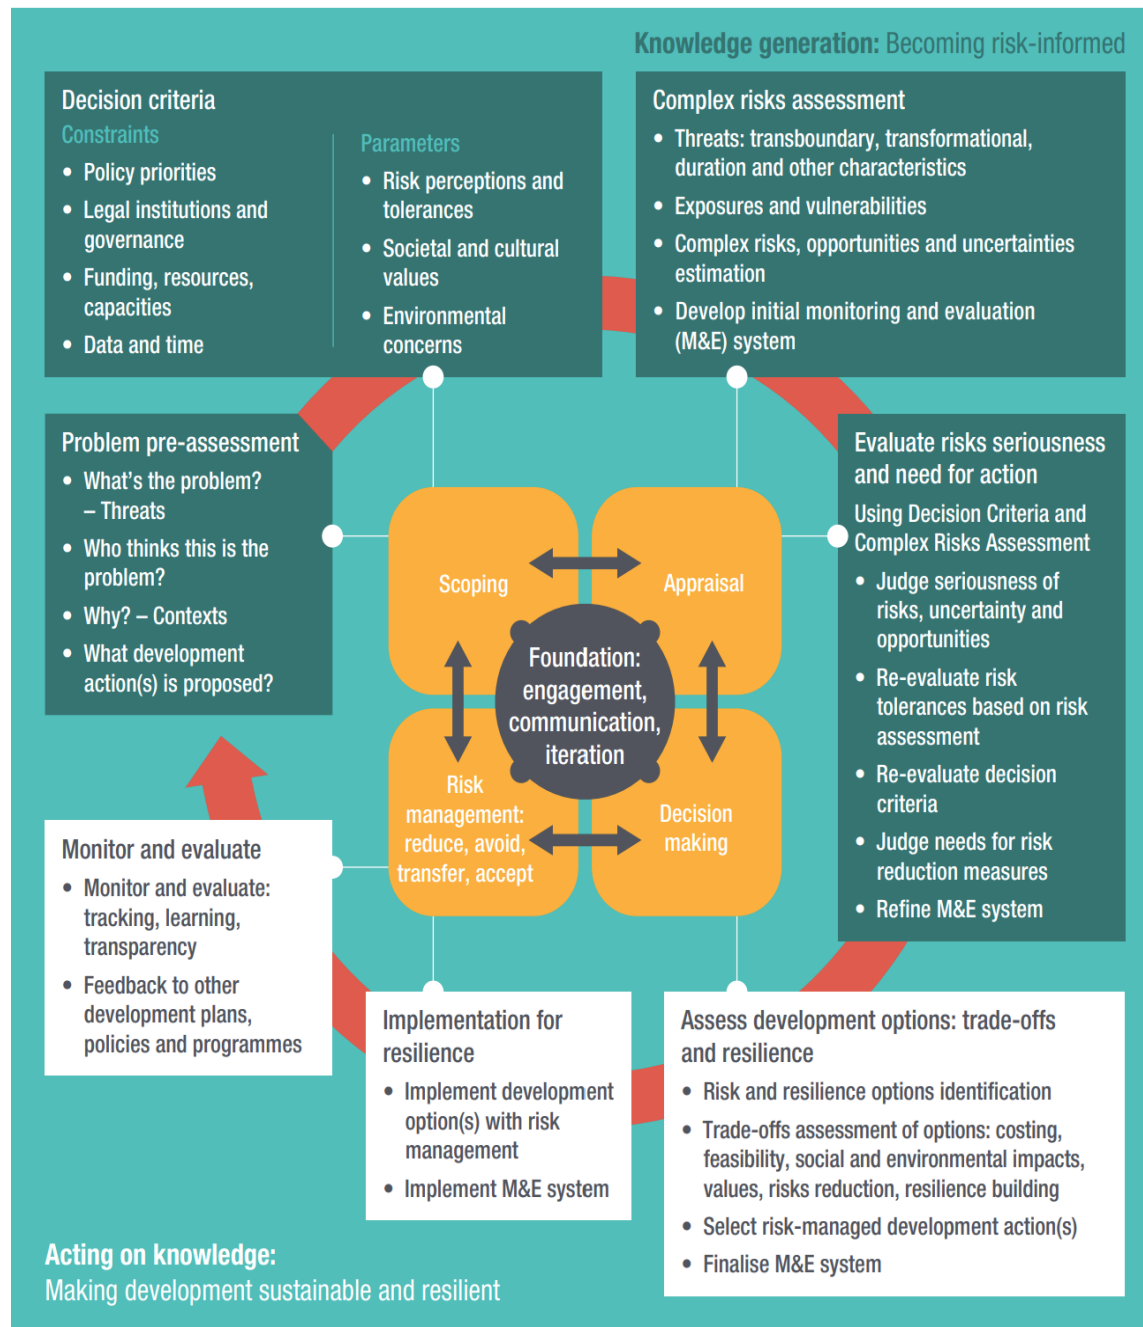 Knowledge generation: Becoming risk-informed
Decision criteria
Constraints
• Policy priorities
• Legal institutions and
governance
• Funding, resources,
capacities
• Data and time
Parameters
• Risk perceptions and
tolerances
• Societal and cultural
values
• Environmental
concerns
Complex risks assessment
• Threats: transboundary, transformational,
duration and other characteristics
• Exposures and vulnerabilities
• Complex risks, opportunities and uncertainties
estimation
• Develop initial monitoring and evaluation
(M&E) system
Problem pre-assessment
• What's the problem?
– Threats
• Who thinks this is the
problem?
• Why? – Contexts
• What development
action(s) is proposed?
Scoping
Appraisal
Foundation:
engagement,
communication,
iteration
Risk
management:
reduce, avoid,
transfer, accept
Decision
making
Evaluate risks seriousness
and need for action
Using Decision Criteria and
Complex Risks Assessment
• Judge seriousness of
risks, uncertainty and
opportunities
• Re-evaluate risk
tolerances based on risk
assessment
• Re-evaluate decision
criteria
• Judge needs for risk
reduction measures
• Refine M&E system
Monitor and evaluate
• Monitor and evaluate:
tracking, learning,
transparency
• Feedback to other
development plans,
policies and programmes
Implementation for
resilience
• Implement development
option(s) with risk
management
• Implement M&E system
Assess development options: trade-offs
and resilience
• Risk and resilience options identification
• Trade-offs assessment of options: costing,
feasibility, social and environmental impacts,
values, risks reduction, resilience building
• Select risk-managed development action(s)
• Finalise M&E system
Acting on knowledge:
Making development sustainable and resilient